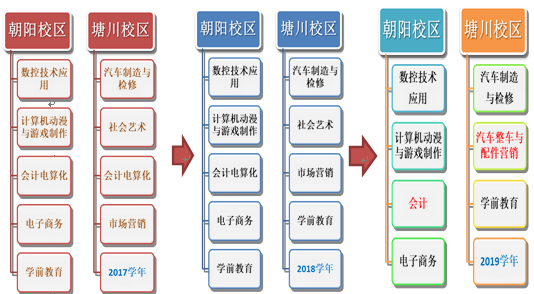 朝阳校区
数控技术应
用
计算机动漫
与游戏制作
会计电算化
电子商务
学前教育
塘川校区
汽车制造与
检修
社会艺术
会计电算化
市场营销
2017学年
朝阳校区
数控技术应
用
计算机动漫
与游戏制作
会计电算化
电子商务
学前教育
塘川校区
汽车制造与
检修
社会艺术
市场营销
学前教育
2018学年
朝阳校区
数控技术
应用
计算机动漫
与游戏制作
会计
电子商务
塘川校区
汽车制造
与检修
汽车整车与
配件营销
学前教育
2019学年